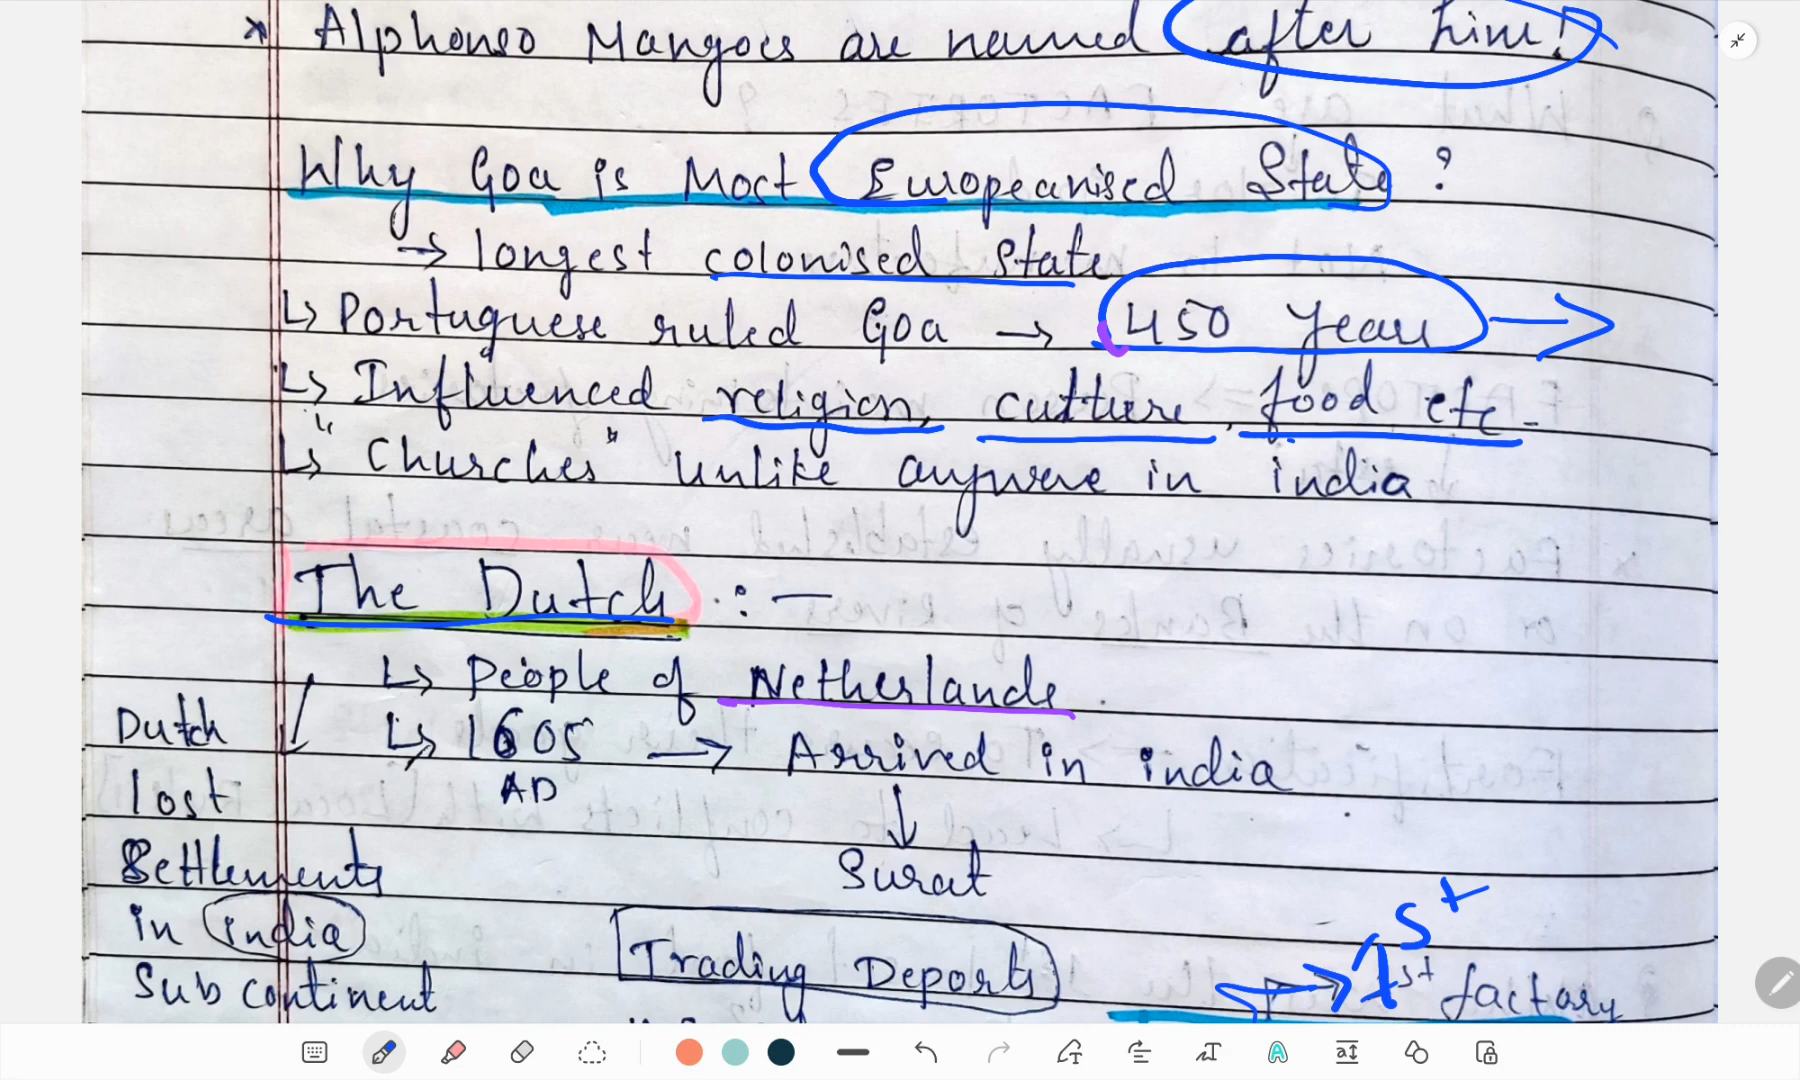 * Alphonso Mangoes are named after him!
Why Goa is Most Europeanised State ?
→ longest colonised state
↳ Portuguese ruled Goa → 450 Years →
↳ Influenced religion, culture, food etc.
↳ "Churches" unlike anywere in india
The Dutch :-
↳ People of Netherlands.
↳ 1605 AD → Arrived in india
↓
Surat
Dutch
lost
Settlements
in india
Sub continent
Trading Deports
1st
→ 1st factory